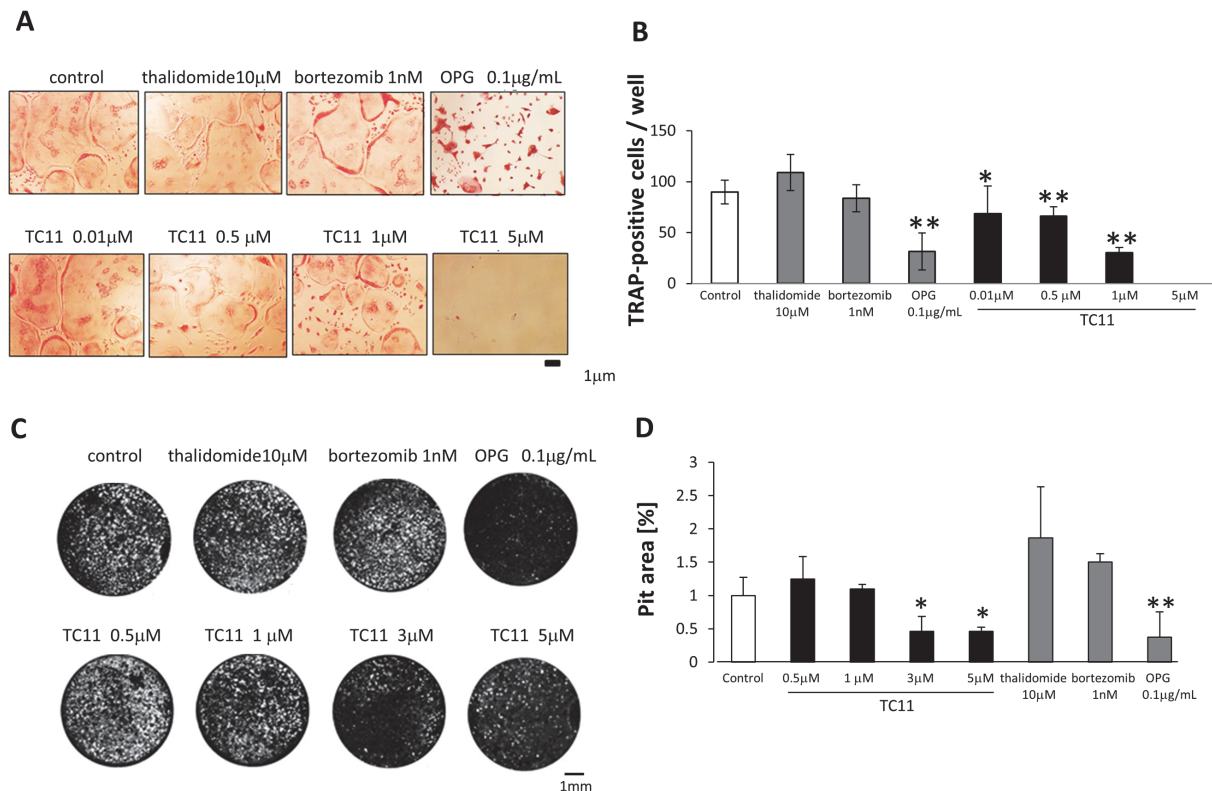 A
control thalidomide10μM bortezomib 1nM OPG 0.1μg/mL
TC11 0.01μM TC11 0.5 μM TC11 1μM TC11 5μM
1μm
B
TRAP-positive cells / well
150
100
50
0
* ** ** **
Control thalidomide 10μM bortezomib 1nM OPG 0.1μg/mL 0.01μM 0.5 μM 1μM 5μM
TC11
C
control thalidomide10μM bortezomib 1nM OPG 0.1μg/mL
TC11 0.5μM TC11 1 μM TC11 3μM TC11 5μM
1mm
D
Pit area [%]
3
2.5
2
1.5
1
0.5
0
* * **
Control 0.5μM 1 μM 3μM 5μM thalidomide 10μM bortezomib 1nM OPG 0.1μg/mL
TC11